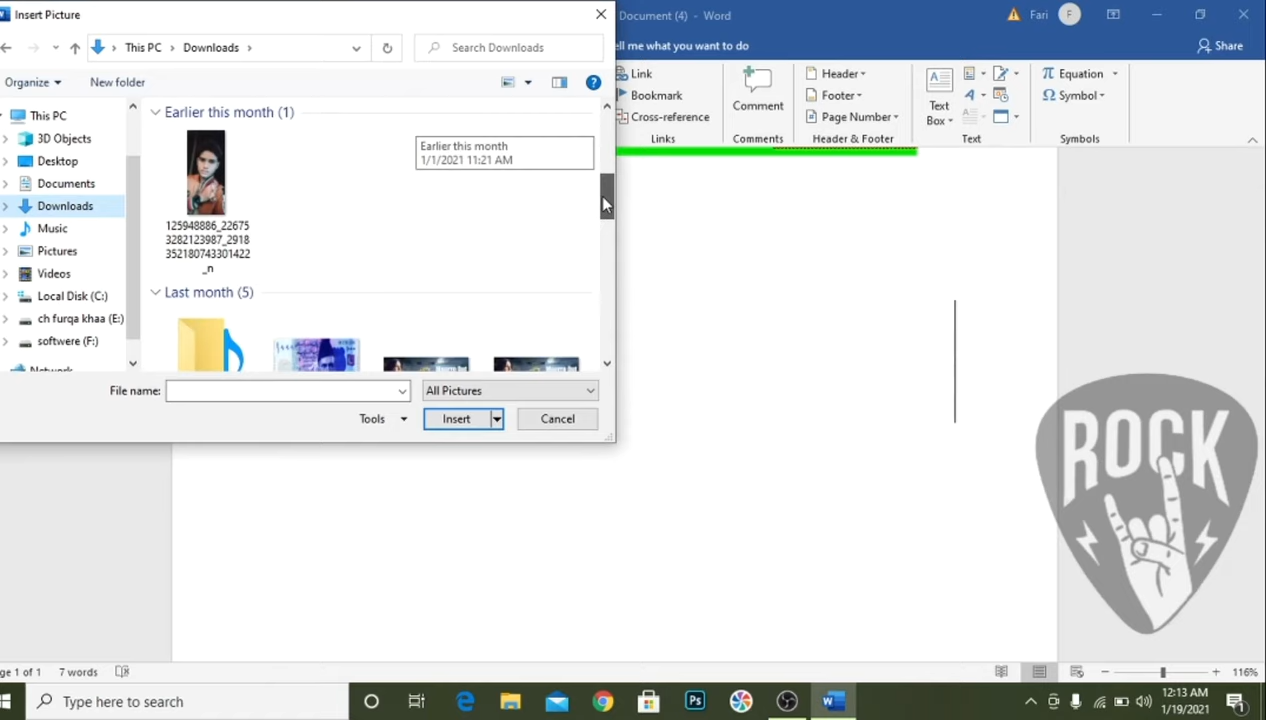 Insert Picture
Document (4) - Word
Fari
F
This PC
Downloads
Search Downloads
ell me what you want to do
Share
Organize
New folder
Link
Bookmark
Cross-reference
Links
Comment
Comments
Header
Footer
Page Number
Header & Footer
A
Text
Box
Text
Equation
Symbol
Symbols
This PC
3D Objects
Desktop
Documents
Downloads
Music
Pictures
Videos
Local Disk (C:)
ch furqa khaa (E:)
softwere (F:)
Network
Earlier this month (1)
Earlier this month
1/1/2021 11:21 AM
125948886_22675
3282123987_2918
352180743301422
_n
Last month (5)
File name:
All Pictures
Tools
Insert
Cancel
ROCK
ge 1 of 1
7 words
116%
Type here to search
Ps
12:13 AM
1/19/2021
1